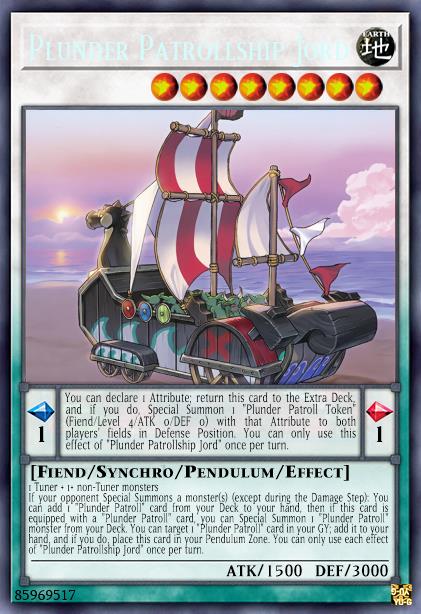 Plunder Patrollship Jord
EARTH
地
You can declare 1 Attribute; return this card to the Extra Deck,
and if you do, Special Summon 1 "Plunder Patroll Token"
(Fiend/Level 4/ATK 0/DEF 0) with that Attribute to both
players' fields in Defense Position. You can only use this
effect of "Plunder Patrollship Jord" once per turn.
1
1
[Fiend/Synchro/Pendulum/Effect]
1 Tuner + 1+ non-Tuner monsters
If your opponent Special Summons a monster(s) (except during the Damage Step): You
can add 1 "Plunder Patroll" card from your Deck to your hand, then if this card is
equipped with a "Plunder Patroll" card, you can Special Summon 1 "Plunder Patroll"
monster from your Deck. You can target 1 "Plunder Patroll" card in your GY; add it to your
hand, and if you do, place this card in your Pendulum Zone. You can only use each effect
of "Plunder Patrollship Jord" once per turn.
ATK/1500 DEF/3000
85969517